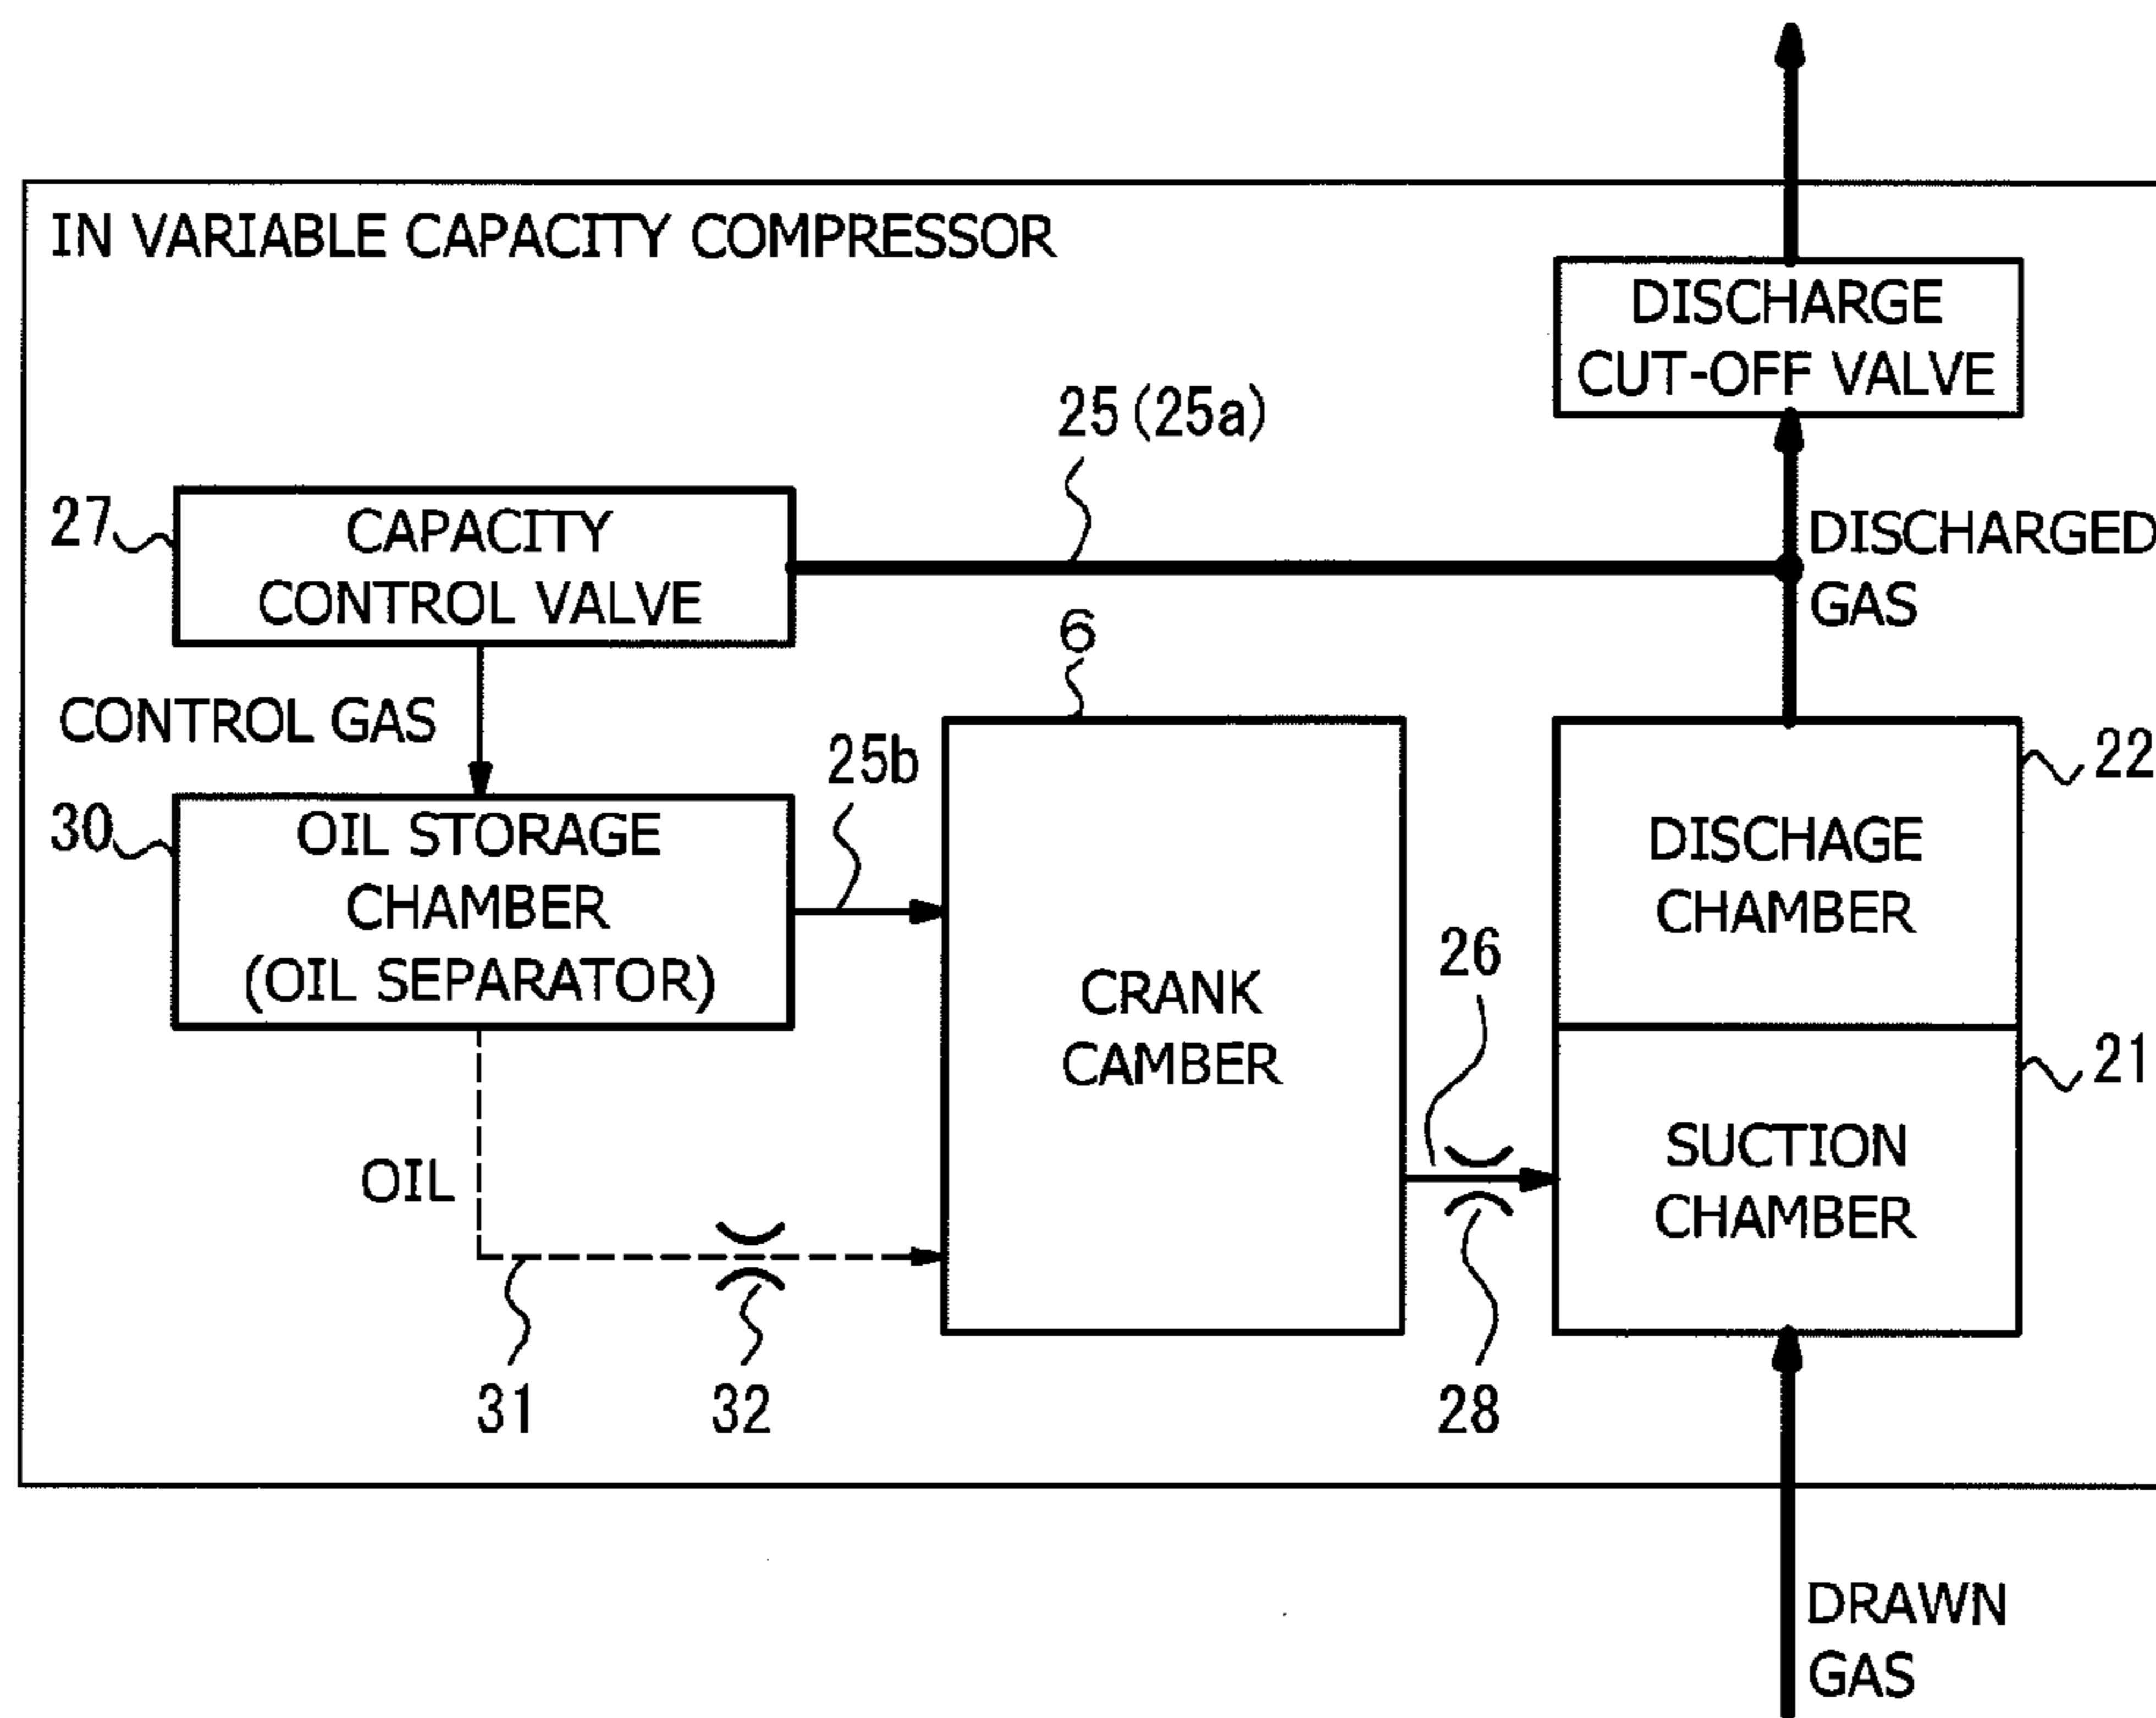 IN VARIABLE CAPACITY COMPRESSOR
DISCHARGE
CUT-OFF VALVE
25 (25a)
27
CAPACITY
CONTROL VALVE
DISCHARGED
GAS
6
CONTROL GAS
25b
22
30
OIL STORAGE
CHAMBER
(OIL SEPARATOR)
DISCHAGE
CHAMBER
26
CRANK
CAMBER
21
SUCTION
CHAMBER
OIL
31
32
28
DRAWN
GAS